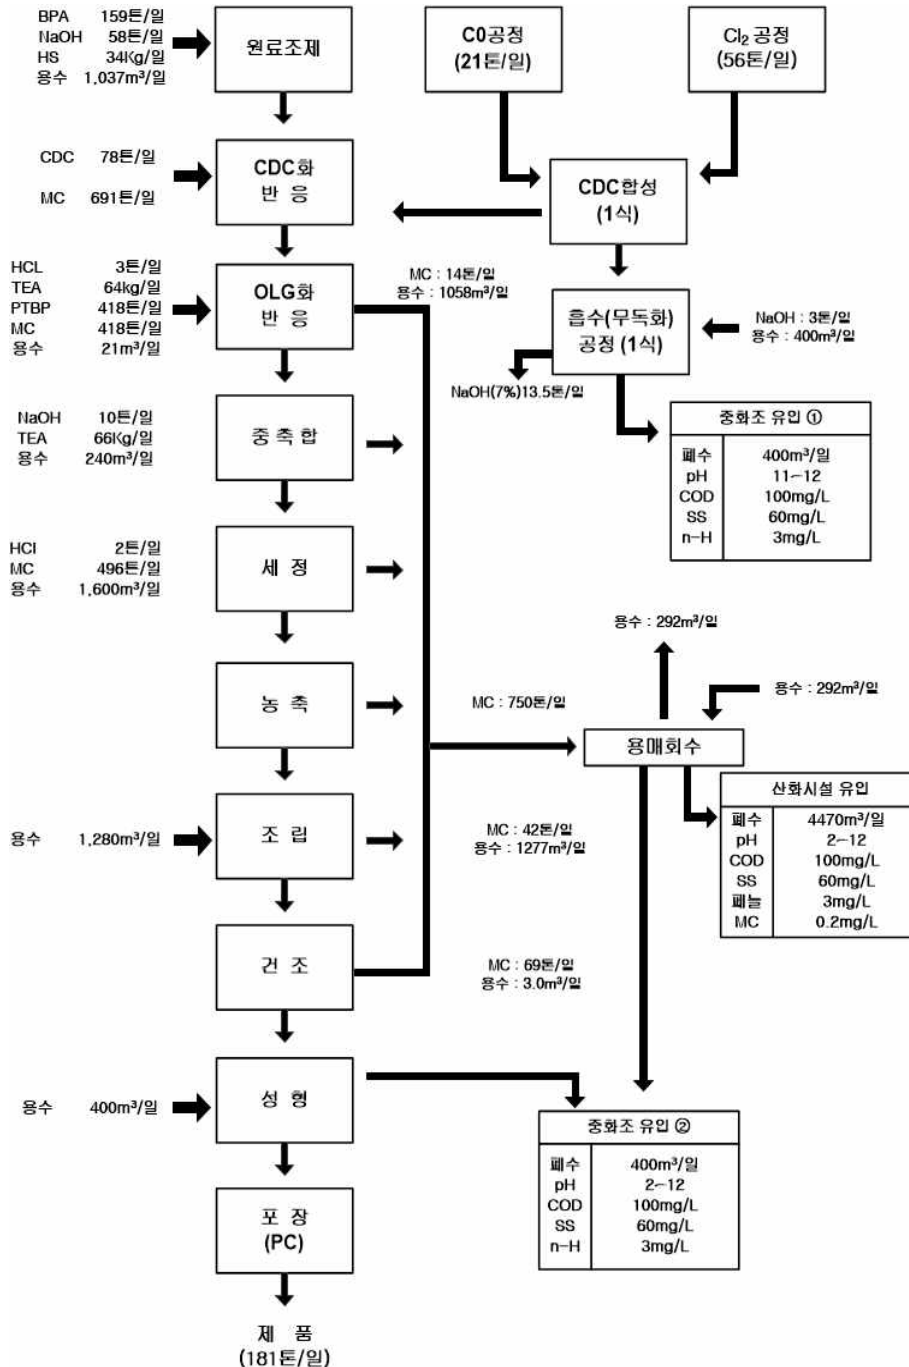 BPA 159톤/일
NaOH 58톤/일
HS 34Kg/일
용수 1,037m³/일
원료조제
C0공정
(21톤/일)
Cl₂ 공정
(56톤/일)
CDC 78톤/일
MC 691톤/일
CDC화
반 응
CDC합성
(1식)
HCL 3톤/일
TEA 64kg/일
PTBP 418톤/일
MC 418톤/일
용수 21m³/일
OLG화
반응
MC : 14톤/일
용수 : 1058m³/일
흡수(무독화)
공정 (1식)
NaOH : 3톤/일
용수 : 400m³/일
NaOH(7%)13.5톤/일
NaOH 10톤/일
TEA 66Kg/일
용수 240m³/일
중 축 합
중화조 유입 ①
폐수 400m³/일
pH 11~12
COD 100mg/L
SS 60mg/L
n-H 3mg/L
HCl 2톤/일
MC 496톤/일
용수 1,600m³/일
세 정
용수 : 292m³/일
농 축
MC : 750톤/일
용수 : 292m³/일
용매회수
산화시설 유입
폐수 4470m³/일
pH 2~12
COD 100mg/L
SS 60mg/L
페놀 3mg/L
MC 0.2mg/L
용수 1,280m³/일
조 립
MC : 42톤/일
용수 : 1277m³/일
건 조
MC : 69톤/일
용수 : 3.0m³/일
용수 400m³/일
성 형
중화조 유입 ②
폐수 400m³/일
pH 2~12
COD 100mg/L
SS 60mg/L
n-H 3mg/L
포 장
(PC)
제 품
(181톤/일)